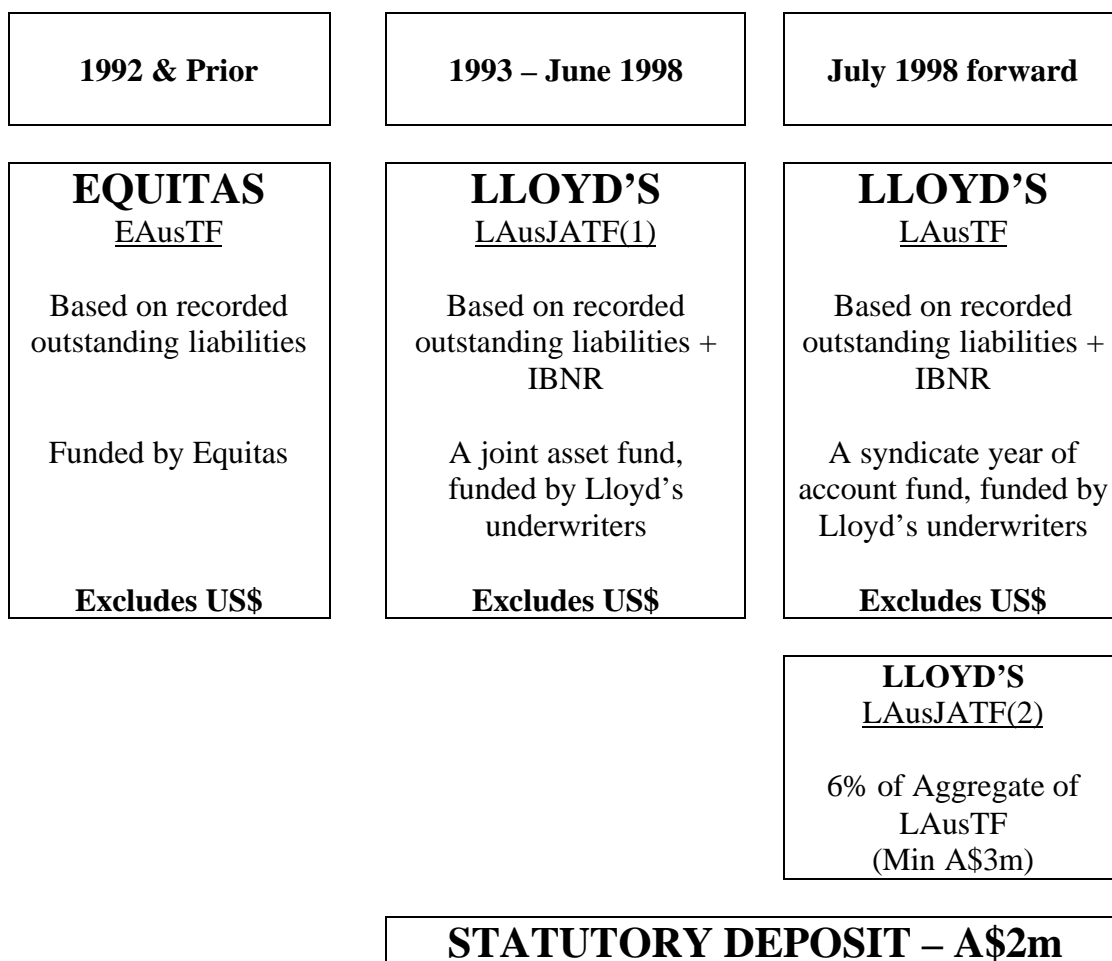 1992 & Prior
1993 – June 1998
July 1998 forward
EQUITAS
EAusTF
Based on recorded
outstanding liabilities
Funded by Equitas
Excludes US$
LLOYD’S
LAusJATF(1)
Based on recorded
outstanding liabilities +
IBNR
A joint asset fund,
funded by Lloyd’s
underwriters
Excludes US$
LLOYD’S
LAusTF
Based on recorded
outstanding liabilities +
IBNR
A syndicate year of
account fund, funded by
Lloyd’s underwriters
Excludes US$
LLOYD’S
LAusJATF(2)
6% of Aggregate of
LAusTF
(Min A$3m)
STATUTORY DEPOSIT – A$2m